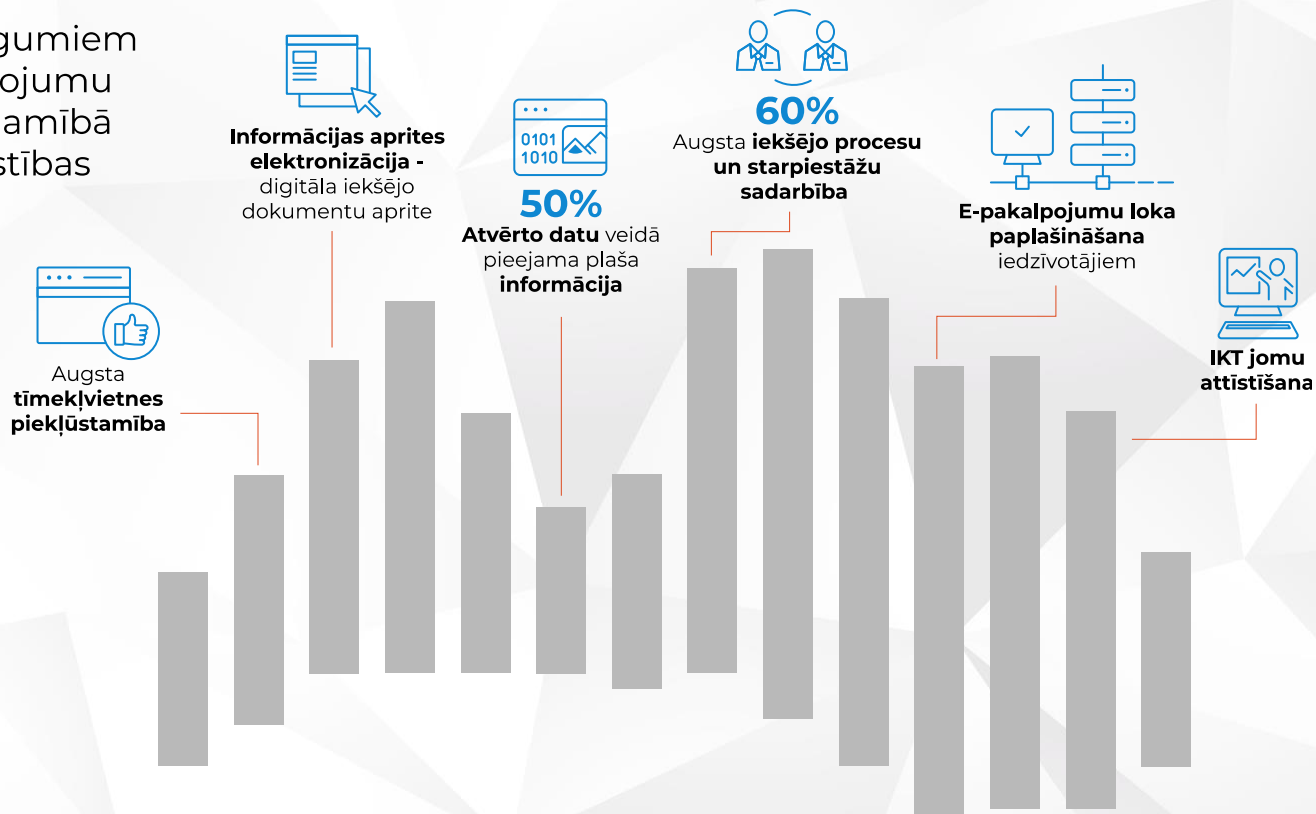 gumiem
ojumu
amībā
stības
Augsta
tīmekļvietnes
piekļūstamība
Informācijas aprites
elektronizācija -
digitāla iekšējo
dokumentu aprite
0101
1010
50%
Atvērto datu veidā
pieejama plaša
informācija
60%
Augsta iekšējo procesu
un starpiestāžu
sadarbība
E-pakalpojumu loka
paplašināšana
iedzīvotājiem
IKT jomu
attīstīšana